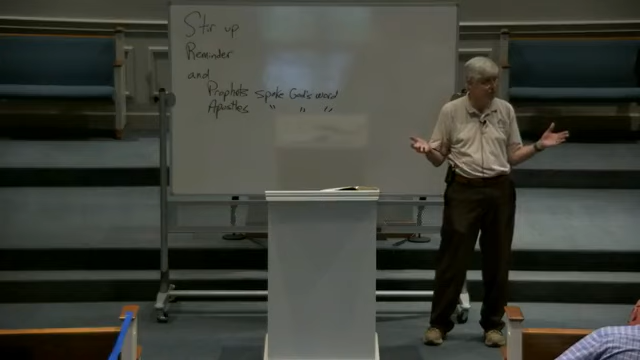 Stir up
Reminder
and
Prophets spoke God's word
Apostles " " "